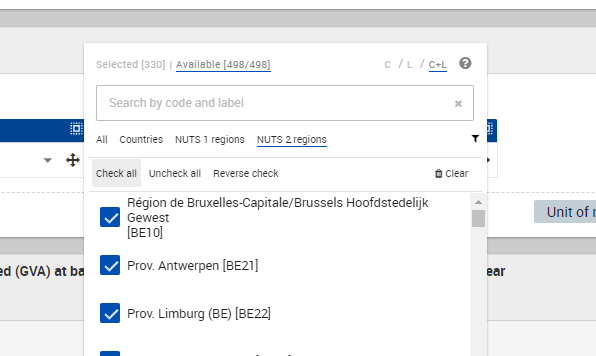 Selected [330] | Available [498/498] C / L / C+L ?
Search by code and label
All Countries NUTS 1 regions NUTS 2 regions
Check all Uncheck all Reverse check Clear
Région de Bruxelles-Capitale/Brussels Hoofdstedelijk
Gewest
[BE10]
Unit of
Prov. Antwerpen [BE21]
ed (GVA) at ba
ear
Prov. Limburg (BE) [BE22]